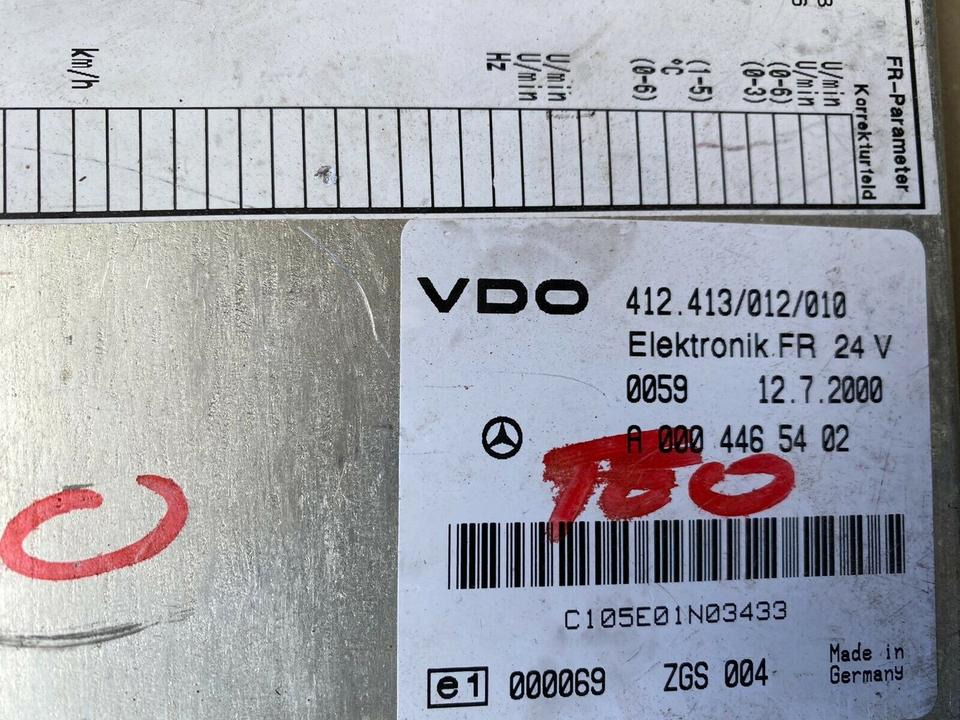 FR-Parameter
Korrekturfeld
U/min
U/min
(0-6)
(0-3)
(1-5)
°C
(0-6)
U/min
U/min
Hz
km/h
VDO 412.413/012/010
Elektronik FR 24 V
0059 12.7.2000
A 000 446 54 02
C105E01N03433
e1 000069 ZGS 004 Made in
Germany